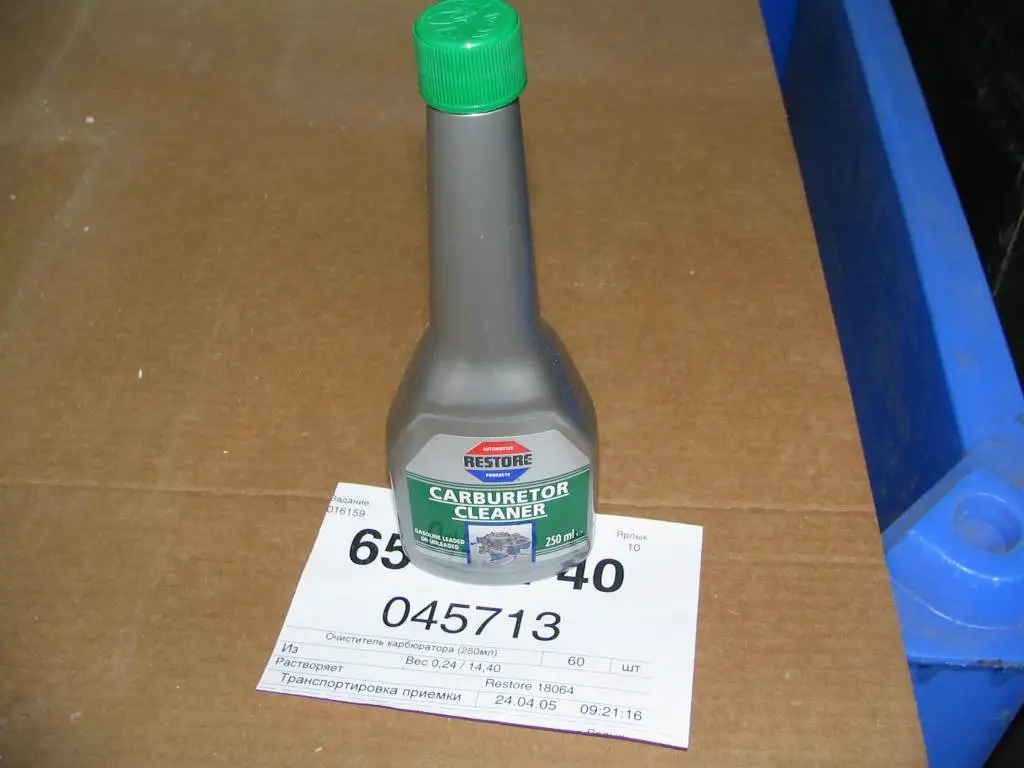 AUTOMOTIVE
RESTORE
PRODUCTS
CARBURETOR
CLEANER
GASOLINE LEADED
OR UNLEADED
250 ml
Задание
016159
Ярлык
10
65 40
045713
Очиститель карбюратора (250мл)
Из
Вес 0,24 / 14,40
60 шт
Растворяет
Restore 18064
Транспортировка приемки
24.04.05 09:21:16